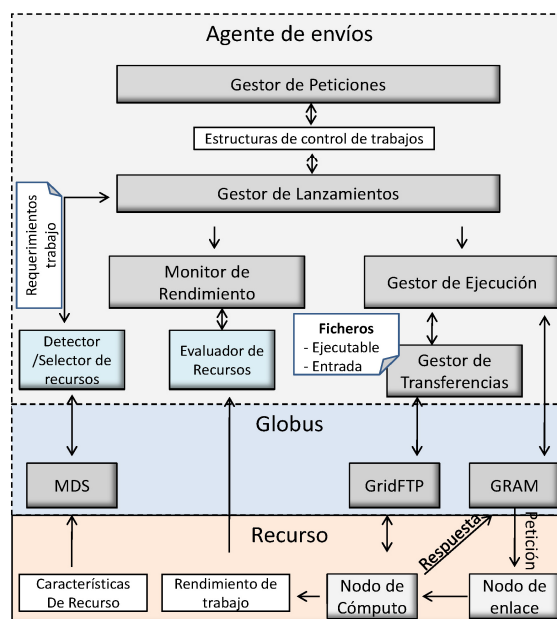 Agente de envíos
Gestor de Peticiones
Estructuras de control de trabajos
Gestor de Lanzamientos
Requerimientos
trabajo
Monitor de
Rendimiento
Gestor de Ejecución
Detector
/Selector de
recursos
Evaluador de
Recursos
Ficheros
- Ejecutable
- Entrada
Gestor de
Transferencias
Globus
MDS
GridFTP
GRAM
Recurso
Respuesta
Petición
Características
De Recurso
Rendimiento de
trabajo
Nodo de
Cómputo
Nodo de
enlace